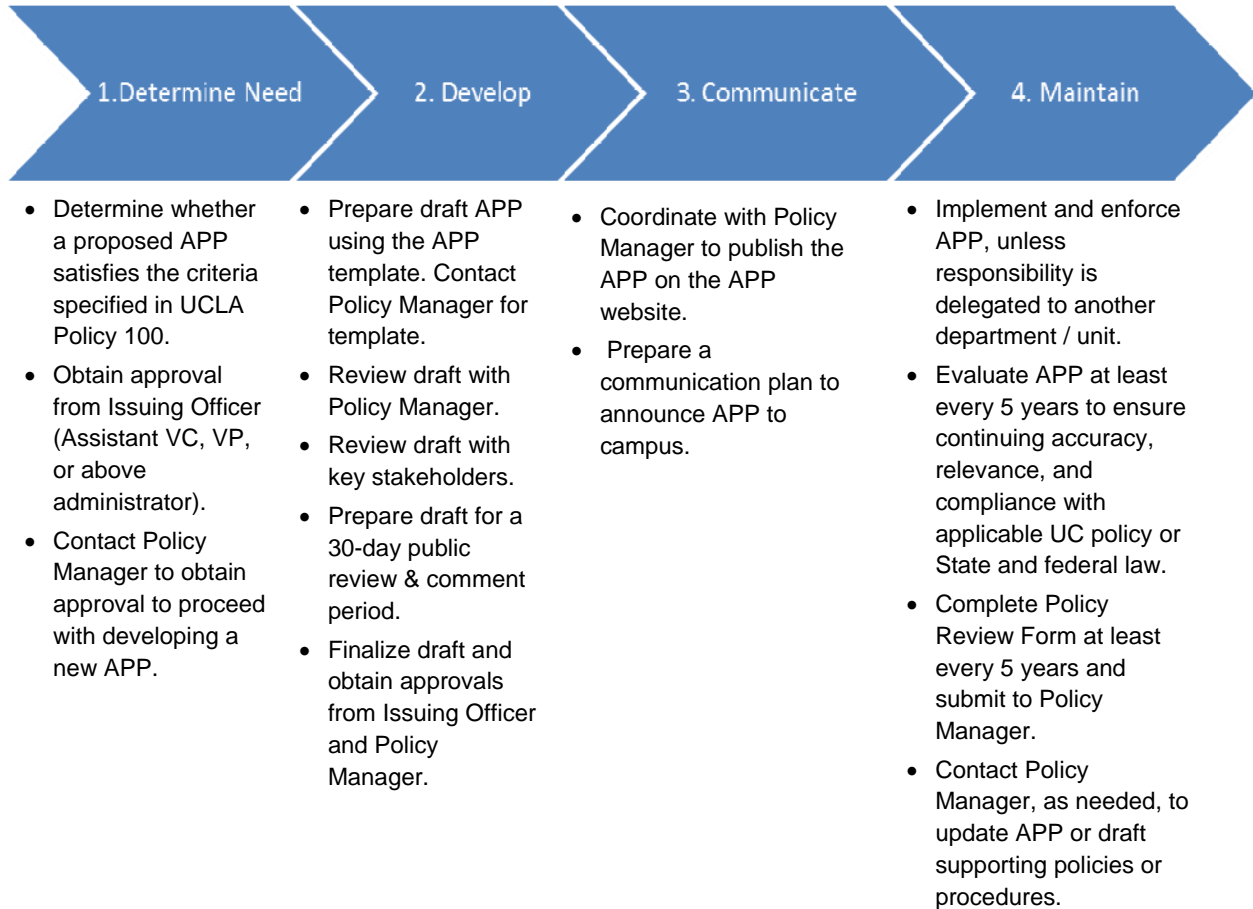 1.Determine Need
2. Develop
3. Communicate
4. Maintain
• Determine whether
a proposed APP
satisfies the criteria
specified in UCLA
Policy 100.
• Obtain approval
from Issuing Officer
(Assistant VC, VP,
or above
administrator).
• Contact Policy
Manager to obtain
approval to proceed
with developing a
new APP.
• Prepare draft APP
using the APP
template. Contact
Policy Manager for
template.
• Review draft with
Policy Manager.
• Review draft with
key stakeholders.
• Prepare draft for a
30-day public
review & comment
period.
• Finalize draft and
obtain approvals
from Issuing Officer
and Policy
Manager.
• Coordinate with Policy
Manager to publish the
APP on the APP
website.
• Prepare a
communication plan to
announce APP to
campus.
• Implement and enforce
APP, unless
responsibility is
delegated to another
department / unit.
• Evaluate APP at least
every 5 years to ensure
continuing accuracy,
relevance, and
compliance with
applicable UC policy or
State and federal law.
• Complete Policy
Review Form at least
every 5 years and
submit to Policy
Manager.
• Contact Policy
Manager, as needed, to
update APP or draft
supporting policies or
procedures.